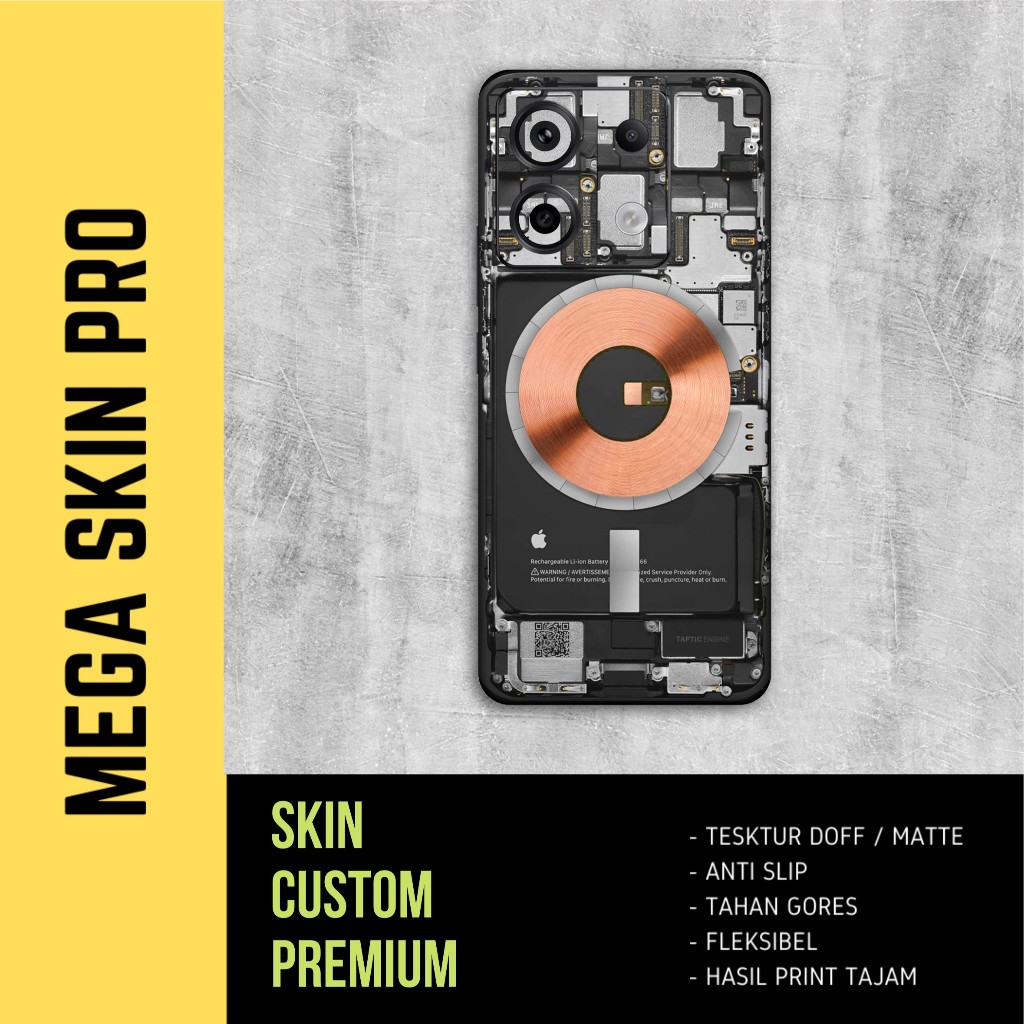 MEGA SKIN PRO
Rechargeable Li-ion Battery 66
WARNING / AVERTISSEME zed Service Provider Only.
Potential for fire or burning. e, crush, puncture, heat or burn.
TAPTIC ENGINE
SKIN
CUSTOM
PREMIUM
- TESKTUR DOFF / MATTE
- ANTI SLIP
- TAHAN GORES
- FLEKSIBEL
- HASIL PRINT TAJAM